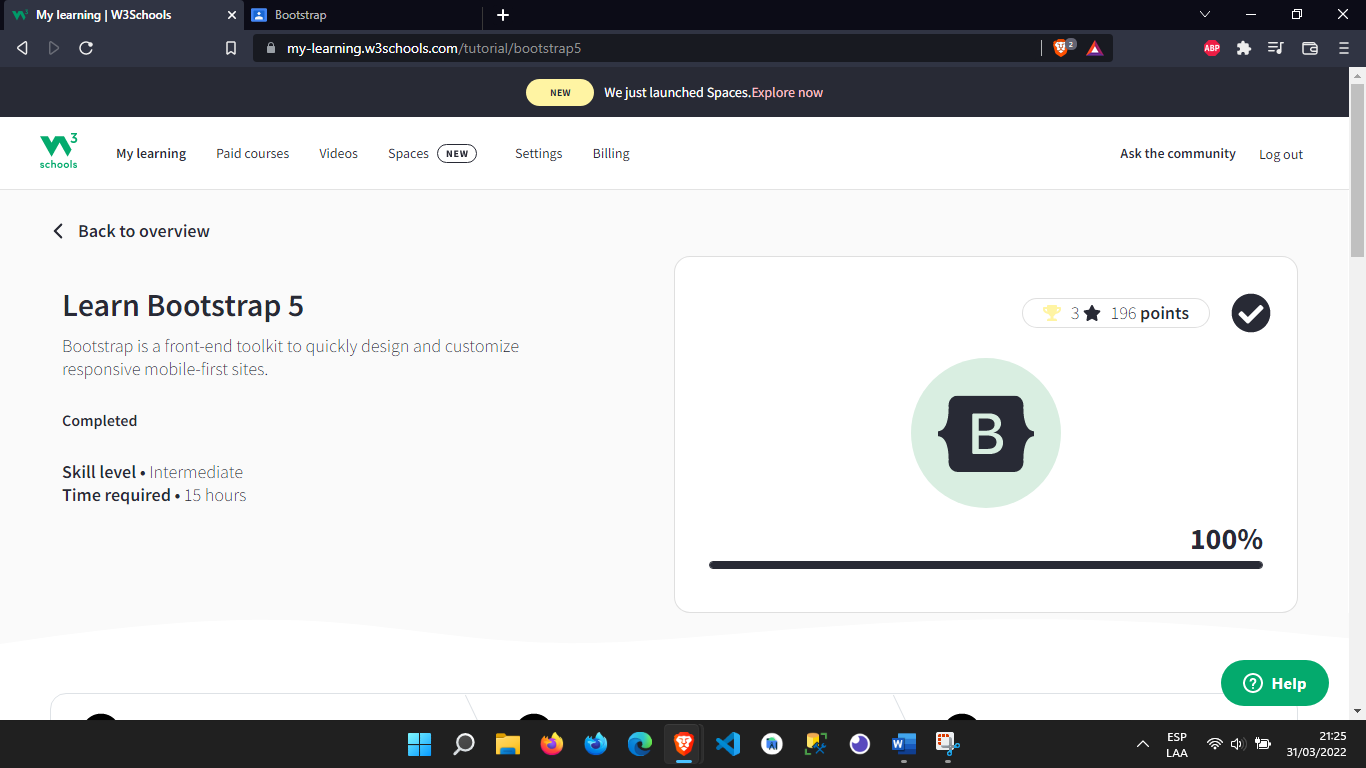 My learning | W3Schools
Bootstrap
my-learning.w3schools.com/tutorial/bootstrap5
2
ABP
NEW We just launched Spaces.Explore now
W3
schools
My learning Paid courses Videos Spaces NEW Settings Billing Ask the community Log out
Back to overview
Learn Bootstrap 5
Bootstrap is a front-end toolkit to quickly design and customize
responsive mobile-first sites.
Completed
Skill level • Intermediate
Time required • 15 hours
3 196 points
B
100%
Help
ESP
LAA
21:25
31/03/2022